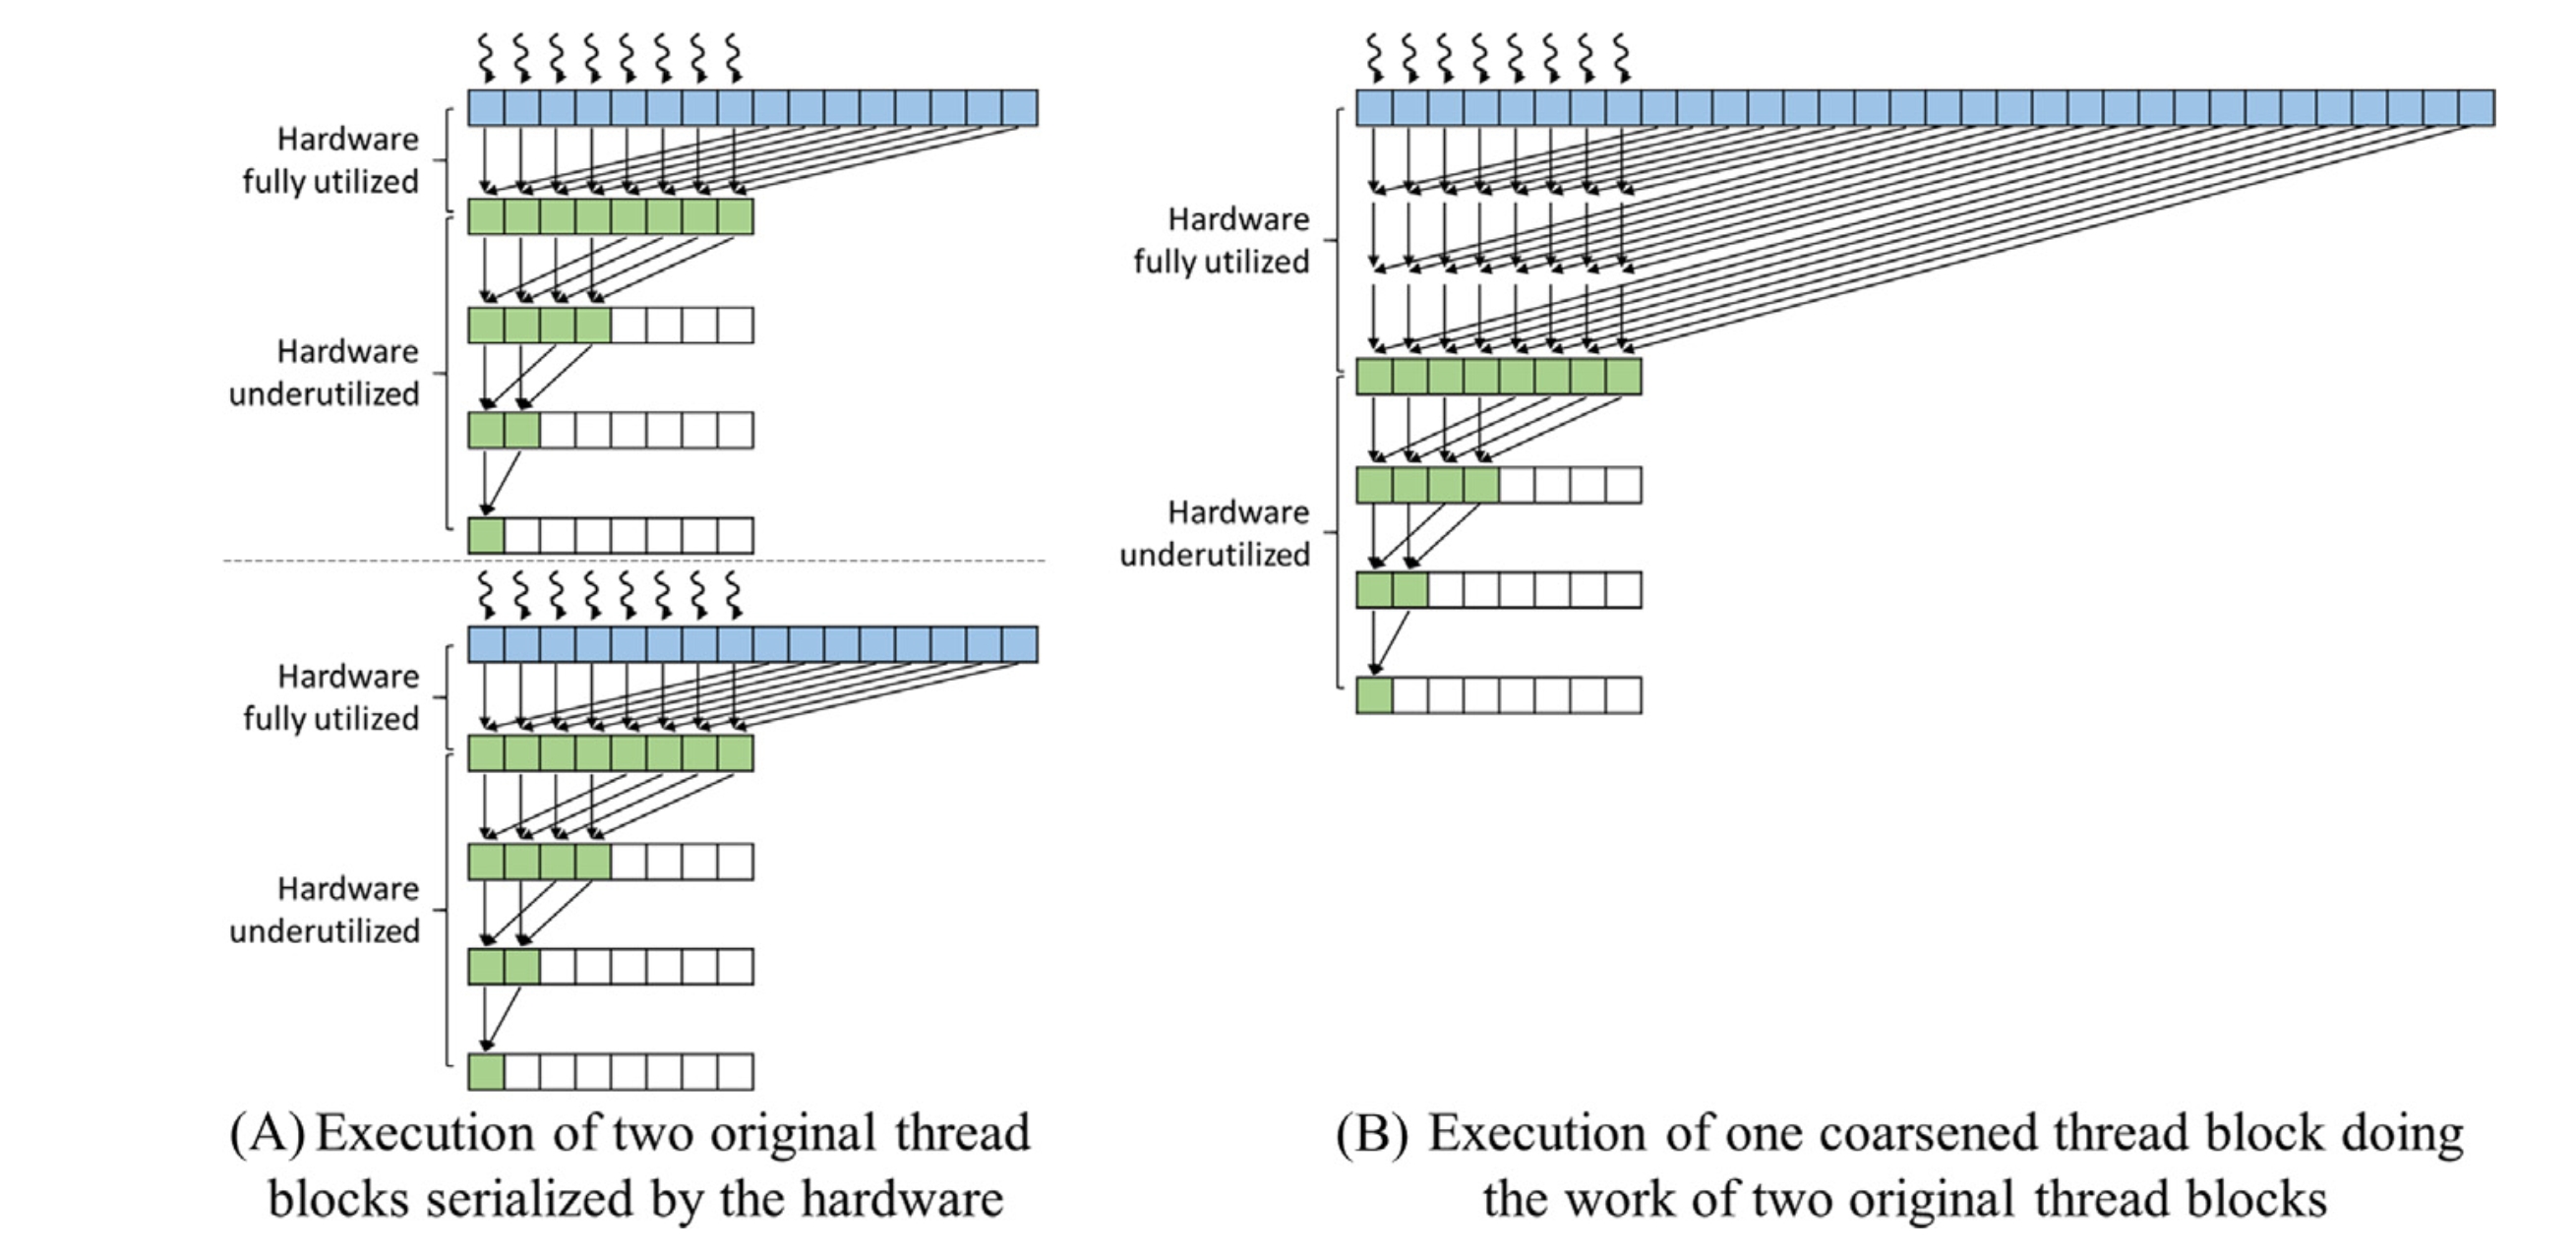 Hardware
fully utilized
Hardware
underutilized
Hardware
fully utilized
Hardware
underutilized
(A) Execution of two original thread
blocks serialized by the hardware
Hardware
fully utilized
Hardware
underutilized
(B) Execution of one coarsened thread block doing
the work of two original thread blocks